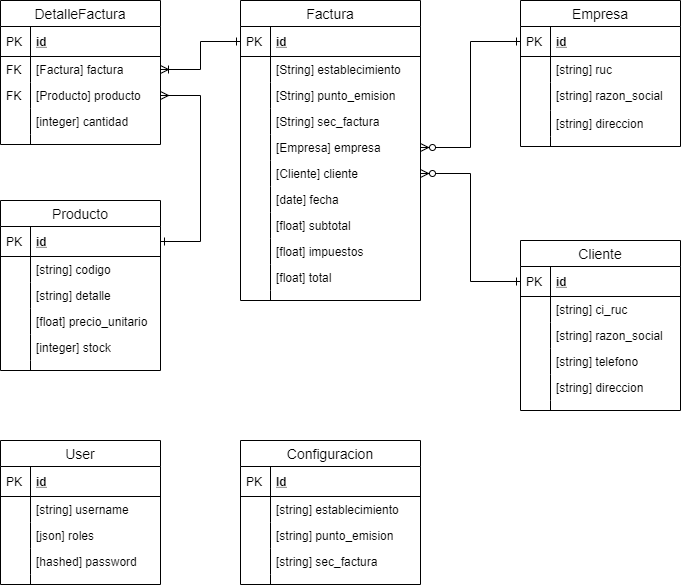 DetalleFactura
PK id
FK [Factura] factura
FK [Producto] producto
[integer] cantidad
Factura
PK id
[String] establecimiento
[String] punto_emision
[String] sec_factura
[Empresa] empresa
[Cliente] cliente
[date] fecha
[float] subtotal
[float] impuestos
[float] total
Empresa
PK id
[string] ruc
[string] razon_social
[string] direccion
Producto
PK id
[string] codigo
[string] detalle
[float] precio_unitario
[integer] stock
Cliente
PK id
[string] ci_ruc
[string] razon_social
[string] telefono
[string] direccion
User
PK id
[string] username
[json] roles
[hashed] password
Configuracion
PK Id
[string] establecimiento
[string] punto_emision
[string] sec_factura